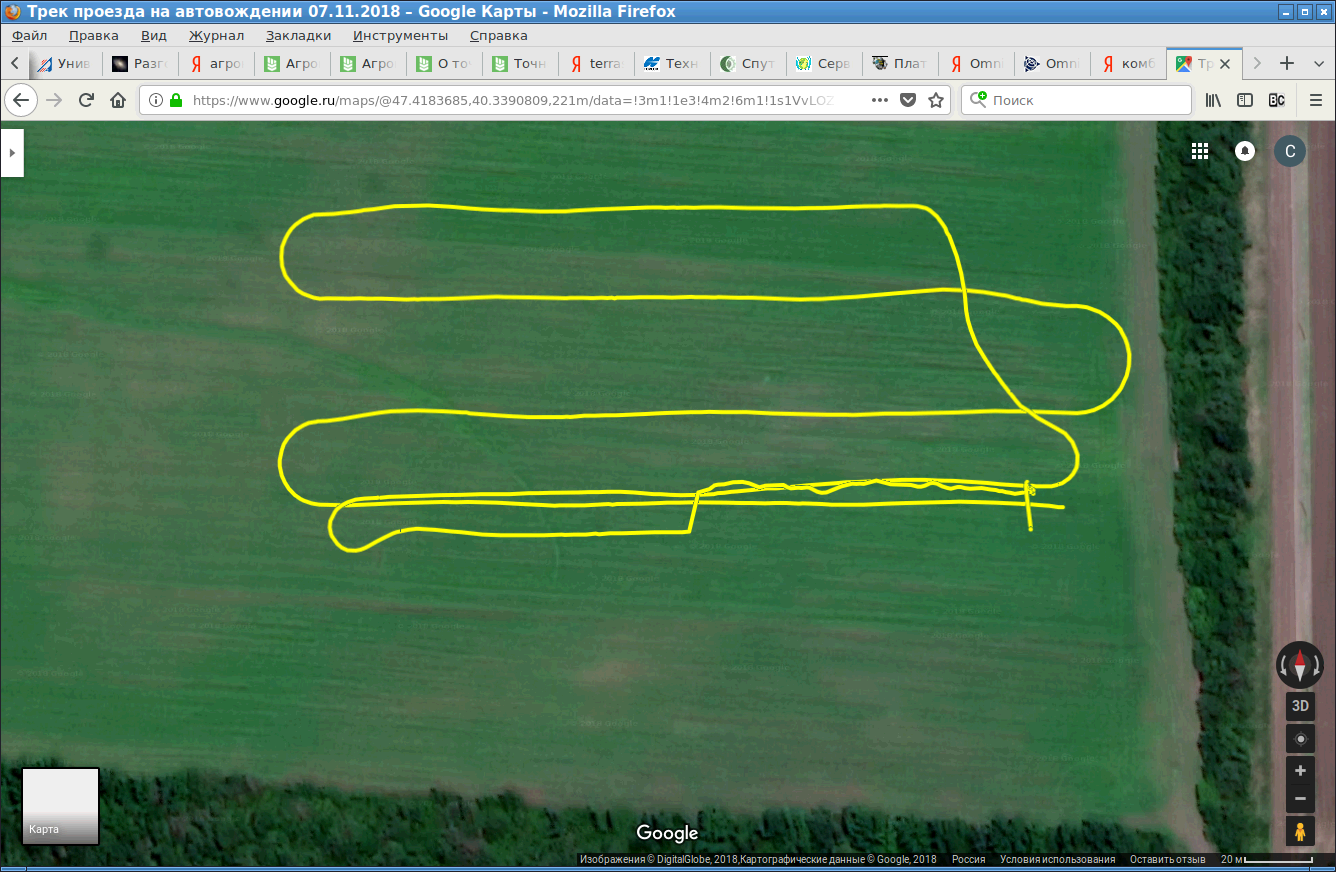 Трек проезда на автовождении 07.11.2018 – Google Карты - Mozilla Firefox
Файл Правка Вид Журнал Закладки Инструменты Справка
Унив Разг агро Агро Агро О то Точн terra Техн Спут Серв Плат Omni Omni комб Тр
https://www.google.ru/maps/@47.4183685,40.3390809,221m/data=!3m1!1e3!4m2!6m1!1s1VvLOZ
Поиск
С
3D
Карта
Google
Изображения © DigitalGlobe, 2018,Картографические данные © Google, 2018 Россия Условия использования Оставить отзыв 20 м